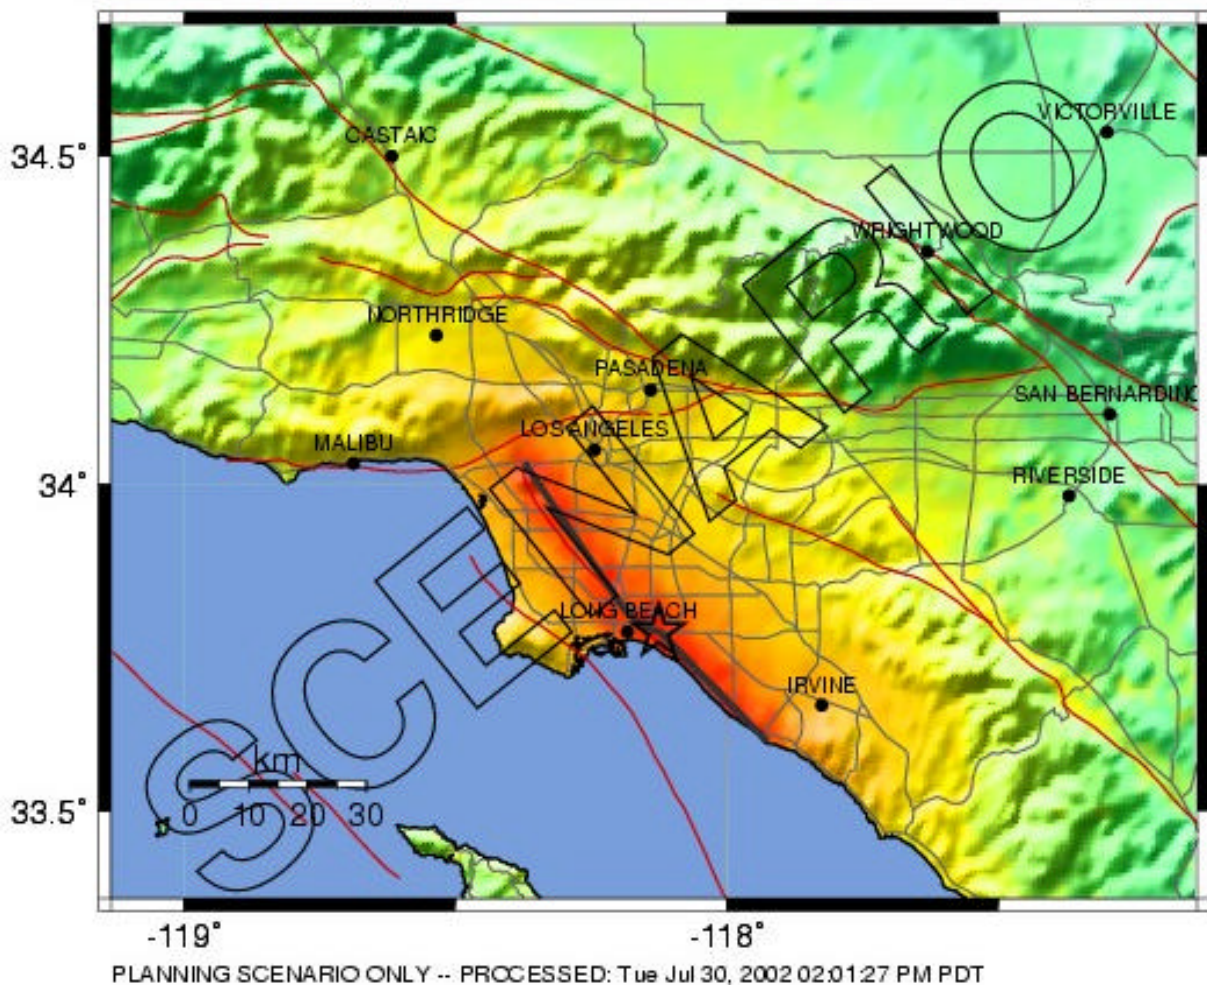 VICTORVILLE
CASTAIC
34.5°
WRIGHTWOOD
NORTHRIDGE
PASADENA
SAN BERNARDINO
LOS ANGELES
MALIBU
34°
RIVERSIDE
LONG BEACH
IRVINE
SCENARIO
km
0 10 20 30
33.5°
-119° -118°
PLANNING SCENARIO ONLY -- PROCESSED: Tue Jul 30, 2002 02:01:27 PM PDT